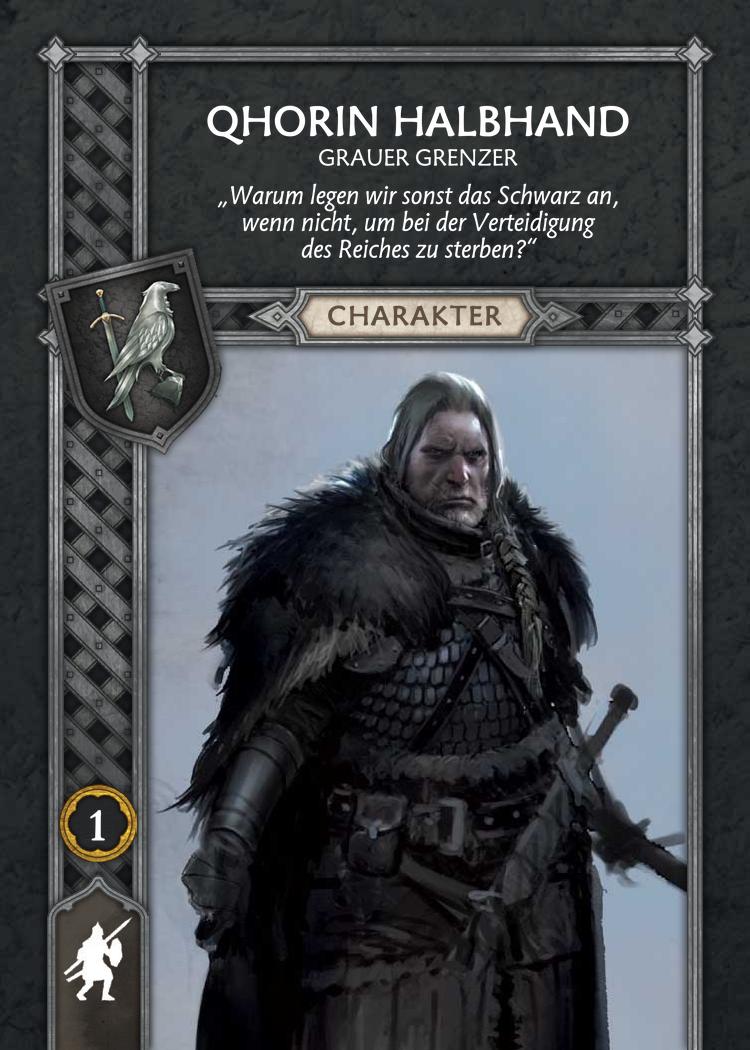 QHORIN HALBHAND
GRAUER GRENZER
„Warum legen wir sonst das Schwarz an,
wenn nicht, um bei der Verteidigung
des Reiches zu sterben?“
CHARAKTER
1